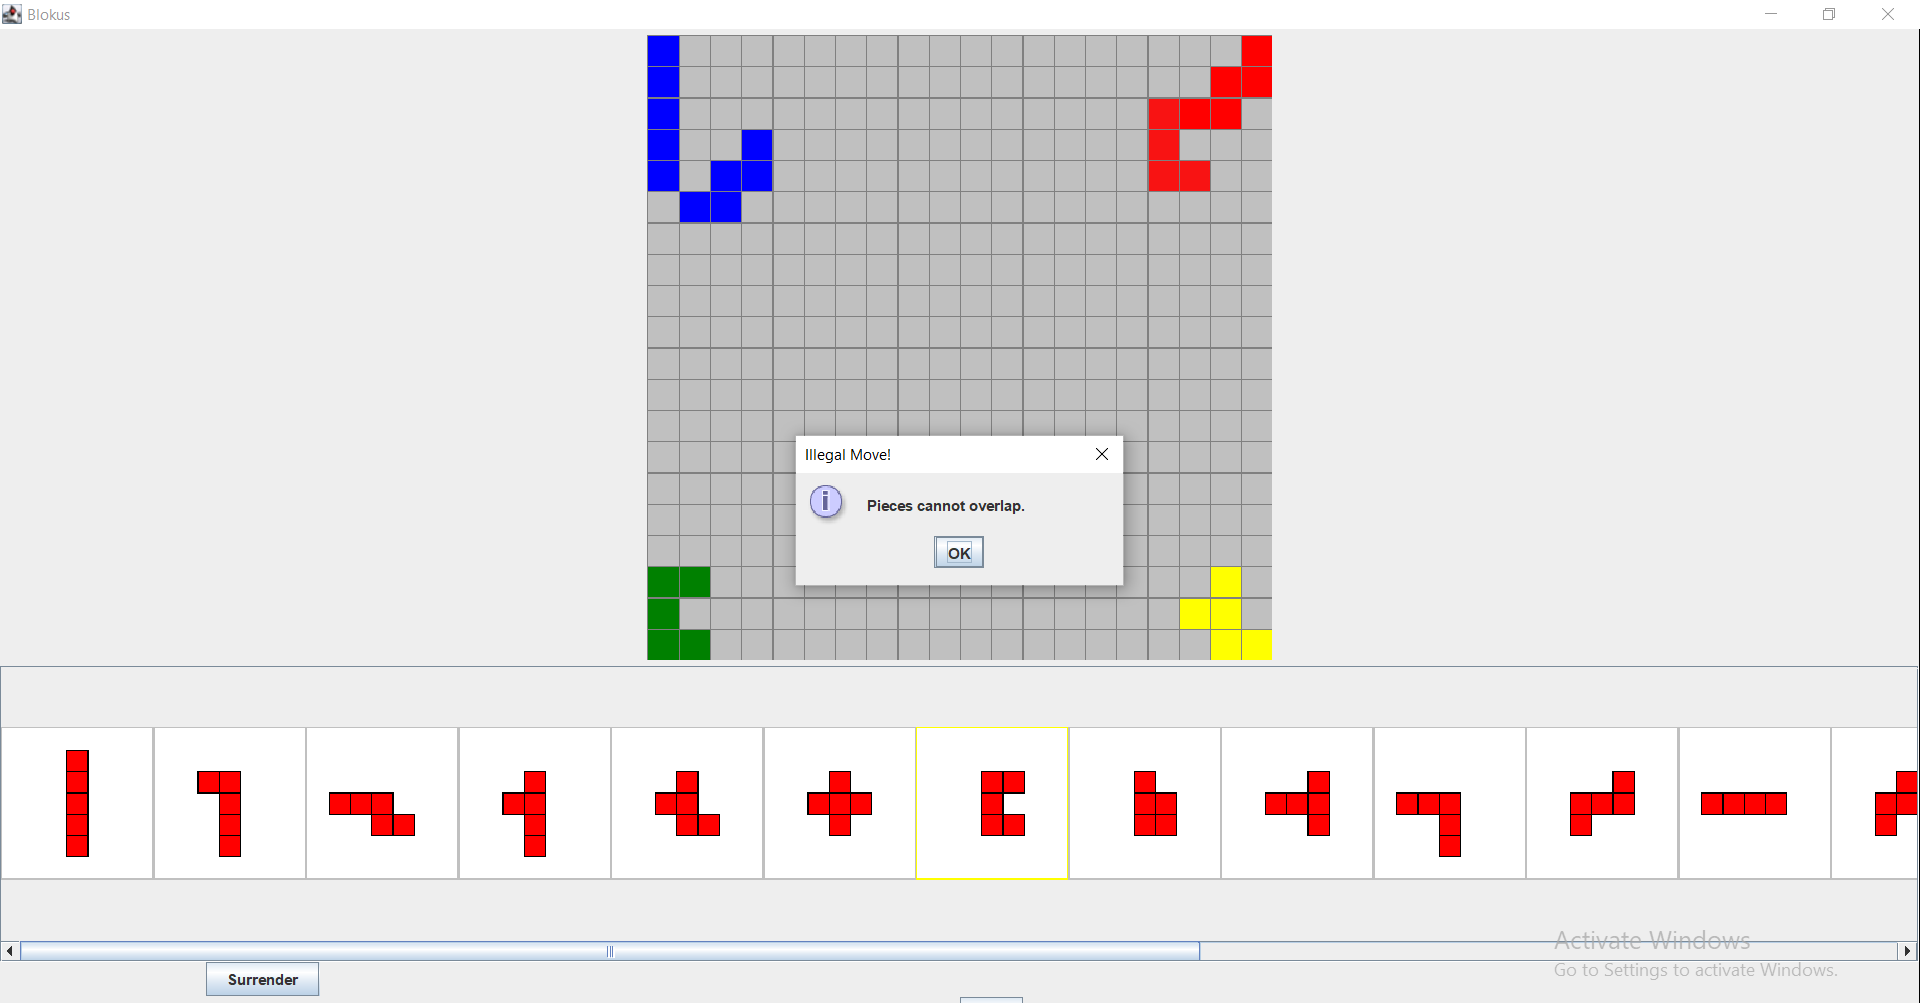 Blokus
Illegal Move!
Pieces cannot overlap.
OK
Activate Windows
Go to Settings to activate Windows.
Surrender